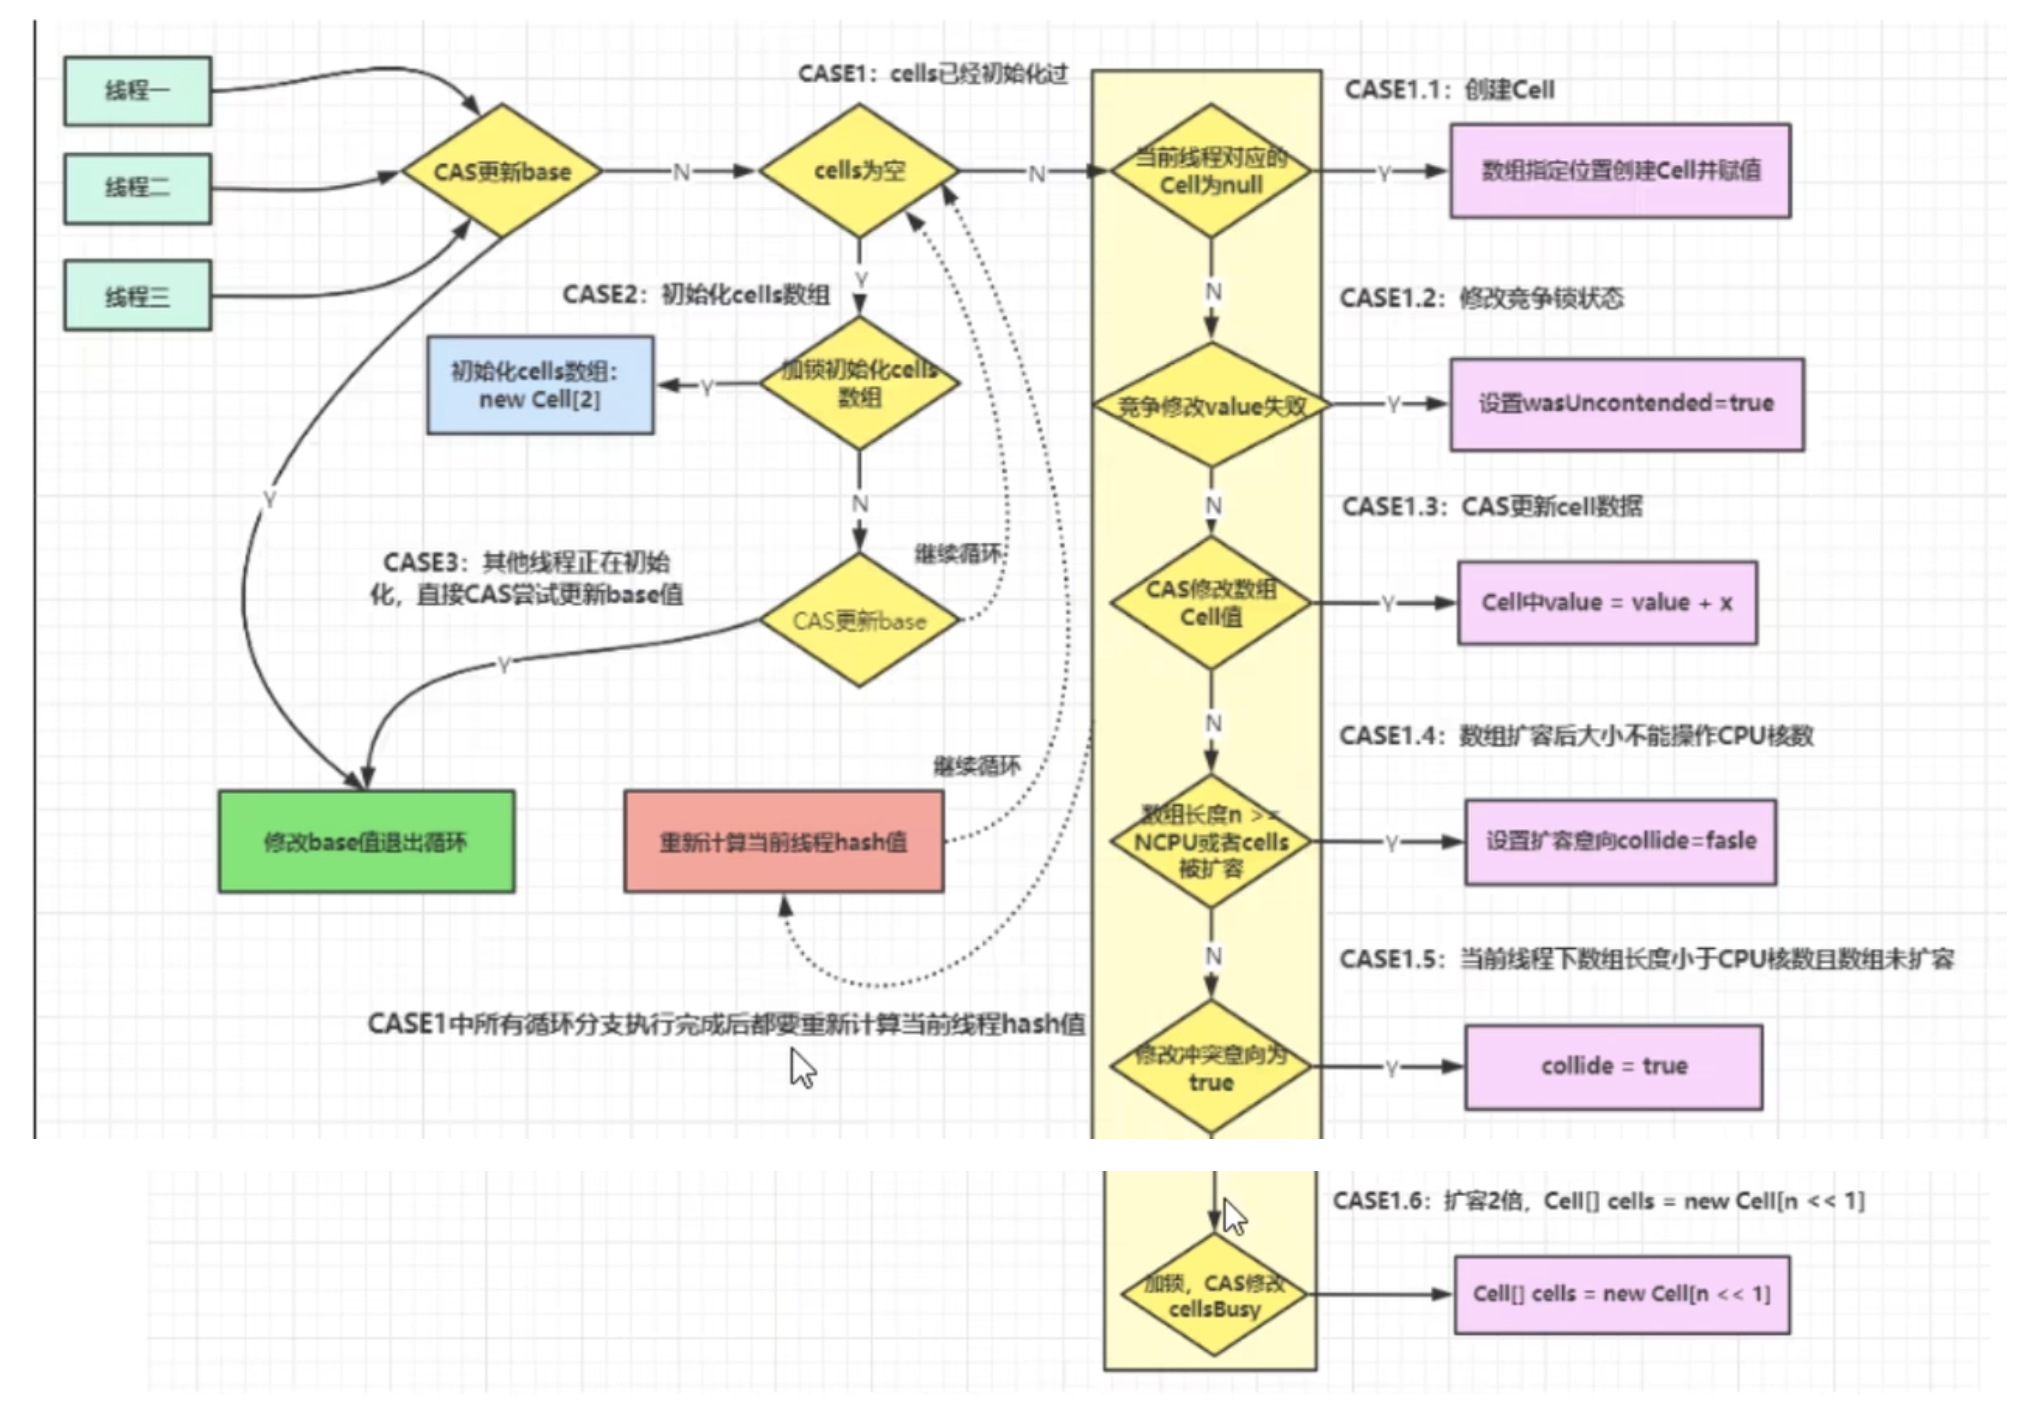 线程一
线程二
线程三
CAS更新base
Y
N
CASE1：cells已经初始化过
cells为空
N
Y
CASE2：初始化cells数组
加锁初始化cells
数组
Y
初始化cells数组：
new Cell[2]
N
CASE3：其他线程正在初始
化，直接CAS尝试更新base值
CAS更新base
继续循环
Y
修改base值退出循环
重新计算当前线程hash值
继续循环
CASE1中所有循环分支执行完成后都要重新计算当前线程hash值
当前线程对应的
Cell为null
Y
CASE1.1：创建Cell
数组指定位置创建Cell并赋值
N
竞争修改value失败
Y
CASE1.2：修改竞争锁状态
设置wasUncontended=true
N
CAS修改数组
Cell值
Y
CASE1.3：CAS更新cell数据
Cell中value = value + x
N
数组长度n >=
NCPU或者cells
被扩容
Y
CASE1.4：数组扩容后大小不能操作CPU核数
设置扩容意向collide=fasle
N
修改冲突意向为
true
Y
CASE1.5：当前线程下数组长度小于CPU核数且数组未扩容
collide = true
加锁，CAS修改
cellsBusy
CASE1.6：扩容2倍，Cell[] cells = new Cell[n << 1]
Cell[] cells = new Cell[n << 1]